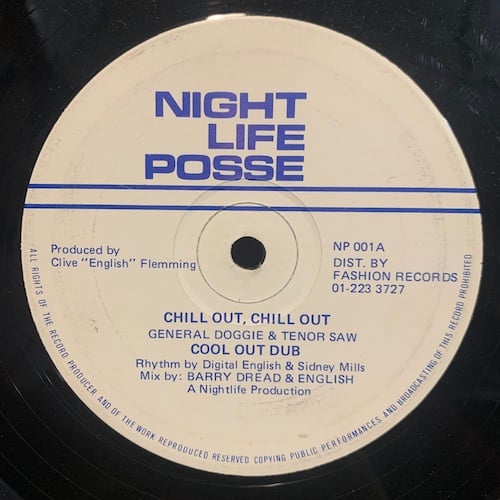 NIGHT
LIFE
POSSE
Produced by
Clive "English" Flemming
NP 001A
DIST. BY
FASHION RECORDS
01-223 3727
CHILL OUT, CHILL OUT
GENERAL DOGGIE & TENOR SAW
COOL OUT DUB
Rhythm by Digital English & Sidney Mills
Mix by: BARRY DREAD & ENGLISH
A Nightlife Production
ALL RIGHTS OF THE RECORD PRODUCER AND OF THE WORK REPRODUCED RESERVED COPYING PUBLIC PERFORMANCES AND BROADCASTING OF THIS RECORD PROHIBITED